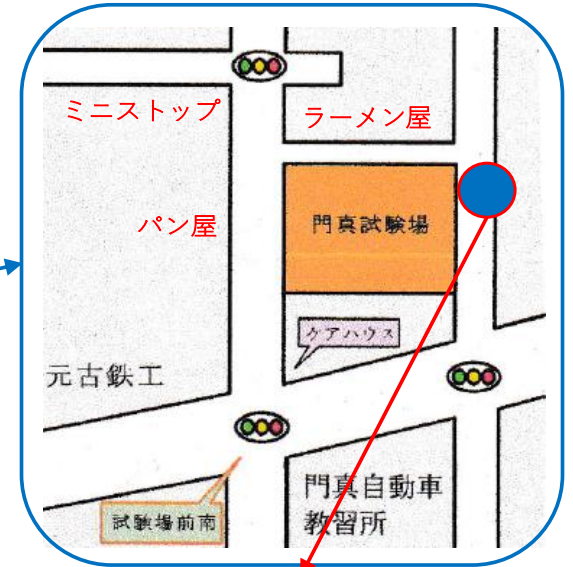 ミニストップ
ラーメン屋
パン屋
門真試験場
ケアハウス
元古鉄工
試験場前南
門真自動車
教習所